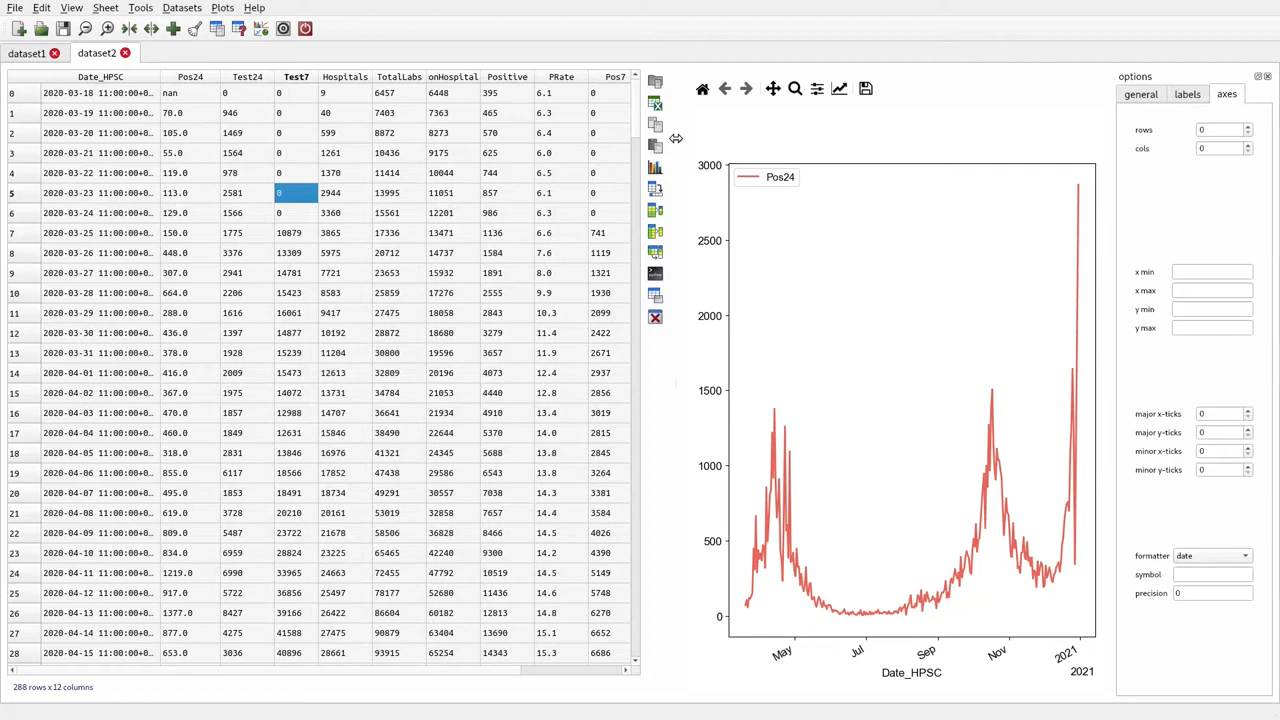 File Edit View Sheet Tools Datasets Plots Help
dataset1 dataset2
Date_HPSC Pos24 Test24 Test7 Hospitals TotalLabs onHospital Positive PRate Pos7
0 2020-03-18 11:00:00+0… nan 0 0 9 6457 6448 395 6.1 0
1 2020-03-19 11:00:00+0… 70.0 946 0 40 7403 7363 465 6.3 0
2 2020-03-20 11:00:00+0… 105.0 1469 0 599 8872 8273 570 6.4 0
3 2020-03-21 11:00:00+0… 55.0 1564 0 1261 10436 9175 625 6.0 0
4 2020-03-22 11:00:00+0… 119.0 978 0 1370 11414 10044 744 6.5 0
5 2020-03-23 11:00:00+0… 113.0 2581 0 2944 13995 11051 857 6.1 0
6 2020-03-24 11:00:00+0… 129.0 1566 0 3360 15561 12201 986 6.3 0
7 2020-03-25 11:00:00+0… 150.0 1775 10879 3865 17336 13471 1136 6.6 741
8 2020-03-26 11:00:00+0… 448.0 3376 13309 5975 20712 14737 1584 7.6 1119
9 2020-03-27 11:00:00+0… 307.0 2941 14781 7721 23653 15932 1891 8.0 1321
10 2020-03-28 11:00:00+0… 664.0 2206 15423 8583 25859 17276 2555 9.9 1930
11 2020-03-29 11:00:00+0… 288.0 1616 16061 9417 27475 18058 2843 10.3 2099
12 2020-03-30 11:00:00+0… 436.0 1397 14877 10192 28872 18680 3279 11.4 2422
13 2020-03-31 11:00:00+0… 378.0 1928 15239 11204 30800 19596 3657 11.9 2671
14 2020-04-01 11:00:00+0… 416.0 2009 15473 12613 32809 20196 4073 12.4 2937
15 2020-04-02 11:00:00+0… 367.0 1975 14072 13731 34784 21053 4440 12.8 2856
16 2020-04-03 11:00:00+0… 470.0 1857 12988 14707 36641 21934 4910 13.4 3019
17 2020-04-04 11:00:00+0… 460.0 1849 12631 15846 38490 22644 5370 14.0 2815
18 2020-04-05 11:00:00+0… 318.0 2831 13846 16976 41321 24345 5688 13.8 2845
19 2020-04-06 11:00:00+0… 855.0 6117 18566 17852 47438 29586 6543 13.8 3264
20 2020-04-07 11:00:00+0… 495.0 1853 18491 18734 49291 30557 7038 14.3 3381
21 2020-04-08 11:00:00+0… 619.0 3728 20210 20161 53019 32858 7657 14.4 3584
22 2020-04-09 11:00:00+0… 809.0 5487 23722 21678 58506 36828 8466 14.5 4026
23 2020-04-10 11:00:00+0… 834.0 6959 28824 23225 65465 42240 9300 14.2 4390
24 2020-04-11 11:00:00+0… 1219.0 6990 33965 24663 72455 47792 10519 14.5 5149
25 2020-04-12 11:00:00+0… 917.0 5722 36856 25497 78177 52680 11436 14.6 5748
26 2020-04-13 11:00:00+0… 1377.0 8427 39166 26422 86604 60182 12813 14.8 6270
27 2020-04-14 11:00:00+0… 877.0 4275 41588 27475 90879 63404 13690 15.1 6652
28 2020-04-15 11:00:00+0… 653.0 3036 40896 28661 93915 65254 14343 15.3 6686
288 rows x 12 columns
Pos24
3000
2500
2000
1500
1000
500
0
May Jul Sep Nov 2021
Date_HPSC
2021
options
general labels axes
rows 0
cols 0
x min
x max
y min
y max
major x-ticks 0
major y-ticks 0
minor x-ticks 0
minor y-ticks 0
formatter date
symbol
precision 0